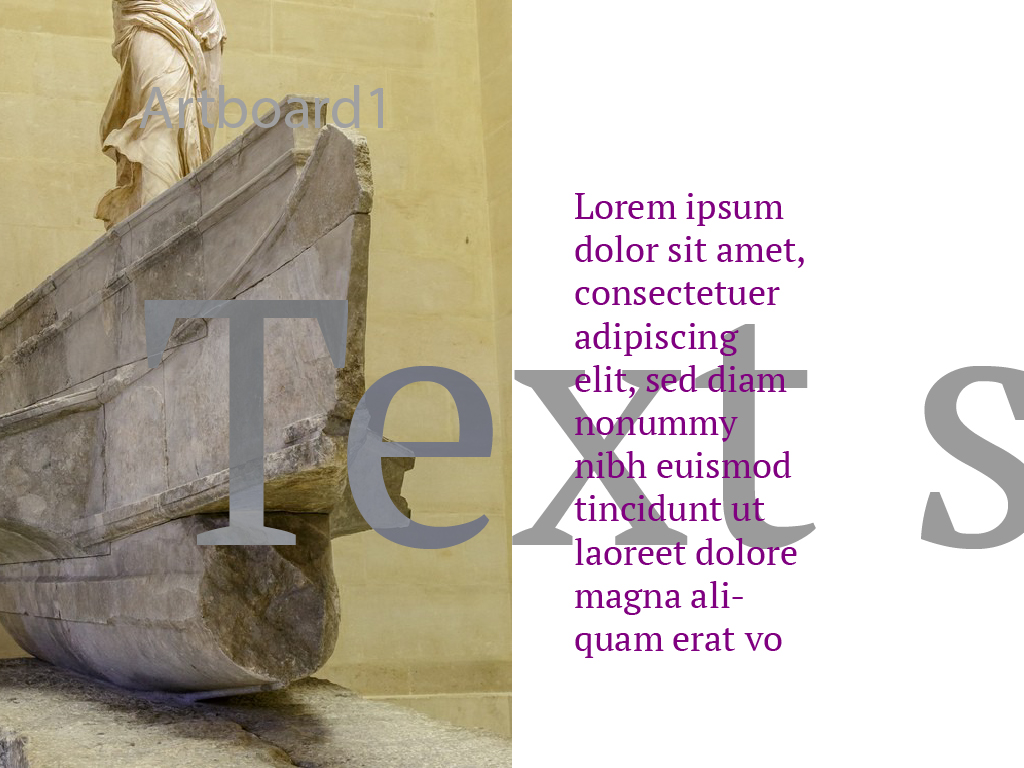 Artboard1
Text s
Lorem ipsum
dolor sit amet,
consectetuer
adipiscing
elit, sed diam
nonummy
nibh euismod
tincidunt ut
laoreet dolore
magna ali-
quam erat vo